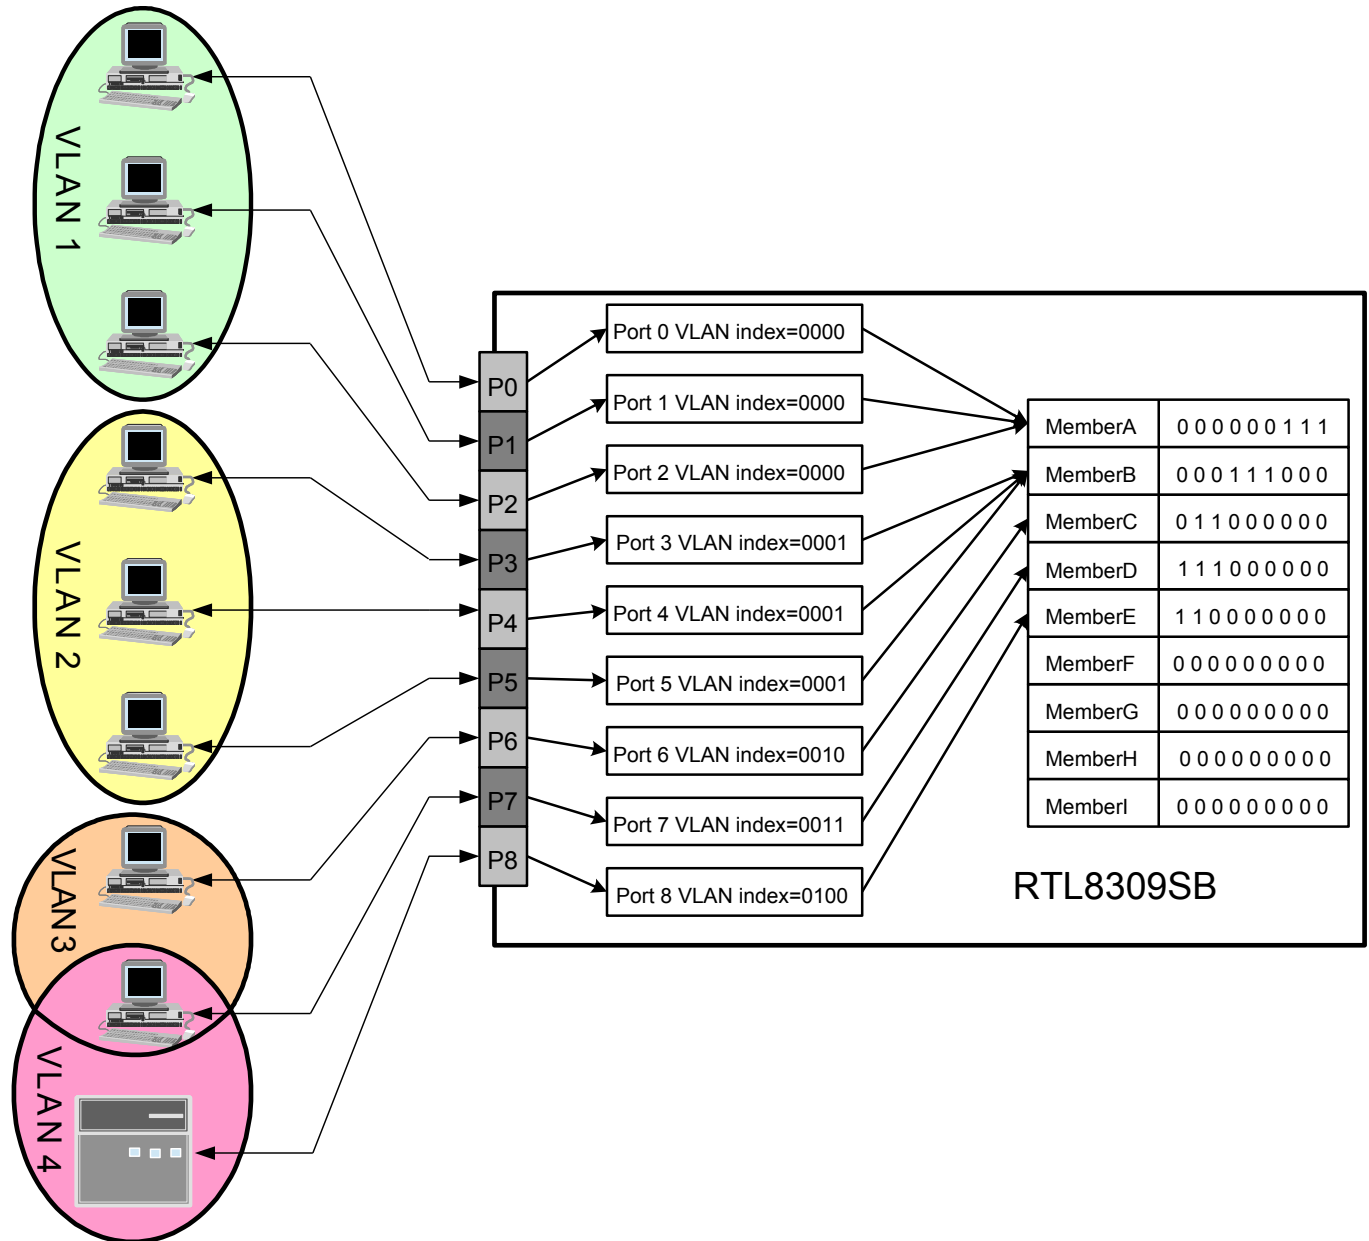 VLAN 1
VLAN 2
VLAN3
VLAN 4
P0
P1
P2
P3
P4
P5
P6
P7
P8
Port 0 VLAN index=0000
Port 1 VLAN index=0000
Port 2 VLAN index=0000
Port 3 VLAN index=0001
Port 4 VLAN index=0001
Port 5 VLAN index=0001
Port 6 VLAN index=0010
Port 7 VLAN index=0011
Port 8 VLAN index=0100
MemberA 0 0 0 0 0 0 1 1 1
MemberB 0 0 0 1 1 1 0 0 0
MemberC 0 1 1 0 0 0 0 0 0
MemberD 1 1 1 0 0 0 0 0 0
MemberE 1 1 0 0 0 0 0 0 0
MemberF 0 0 0 0 0 0 0 0 0
MemberG 0 0 0 0 0 0 0 0 0
MemberH 0 0 0 0 0 0 0 0 0
MemberI 0 0 0 0 0 0 0 0 0
RTL8309SB